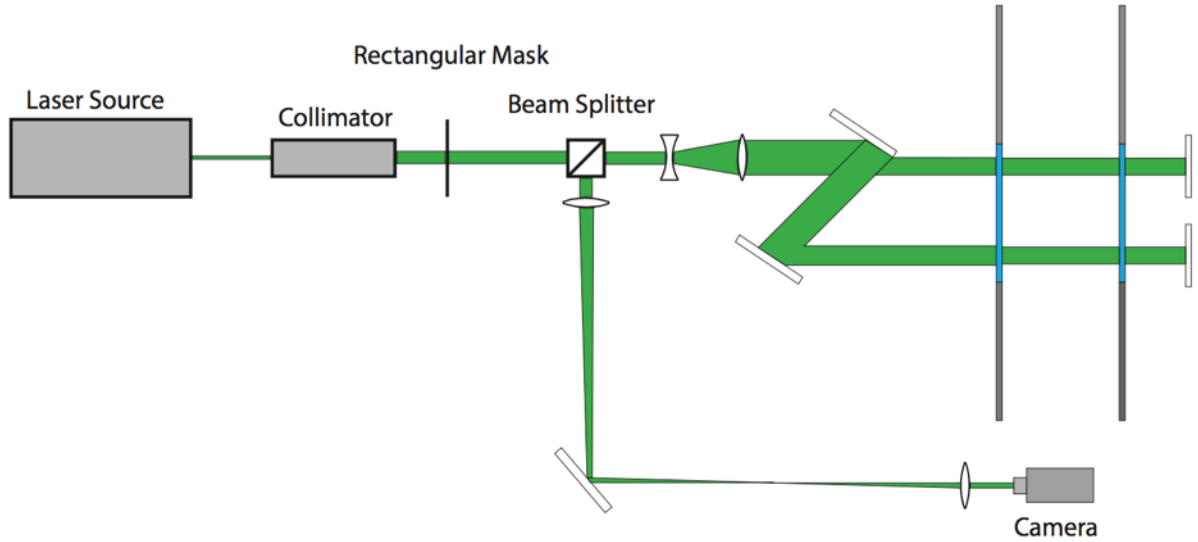 Rectangular Mask
Laser Source
Beam Splitter
Collimator
Camera